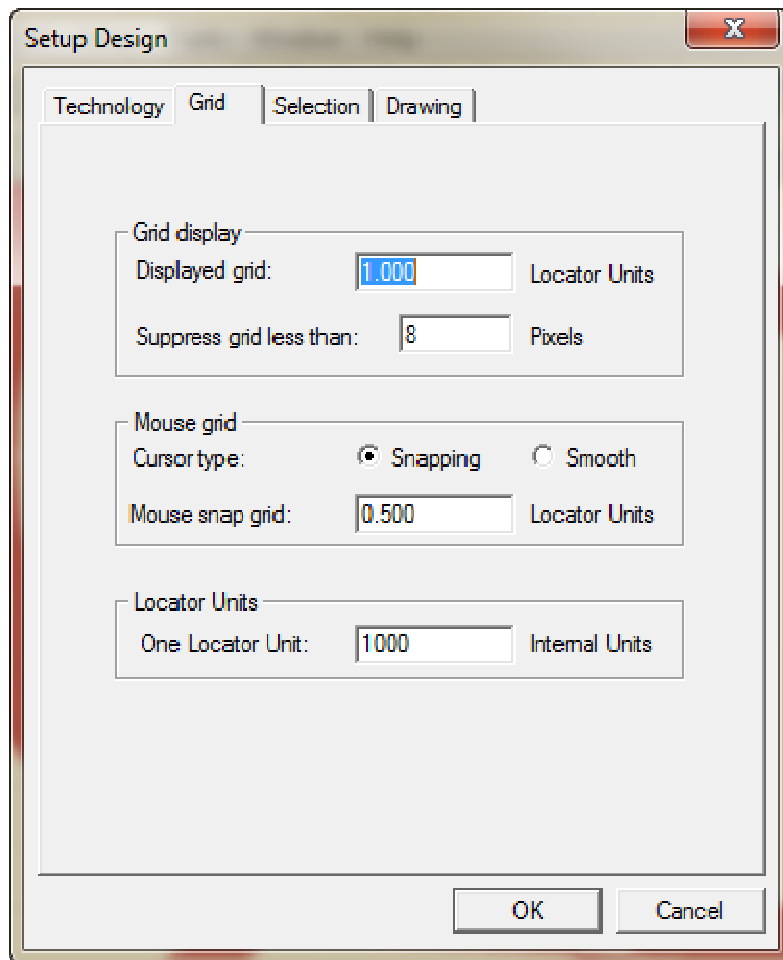 Setup Design
Technology Grid Selection Drawing
Grid display
Displayed grid: 1.000 Locator Units
Suppress grid less than: 8 Pixels
Mouse grid
Cursor type: Snapping Smooth
Mouse snap grid: 0.500 Locator Units
Locator Units
One Locator Unit: 1000 Internal Units
OK Cancel